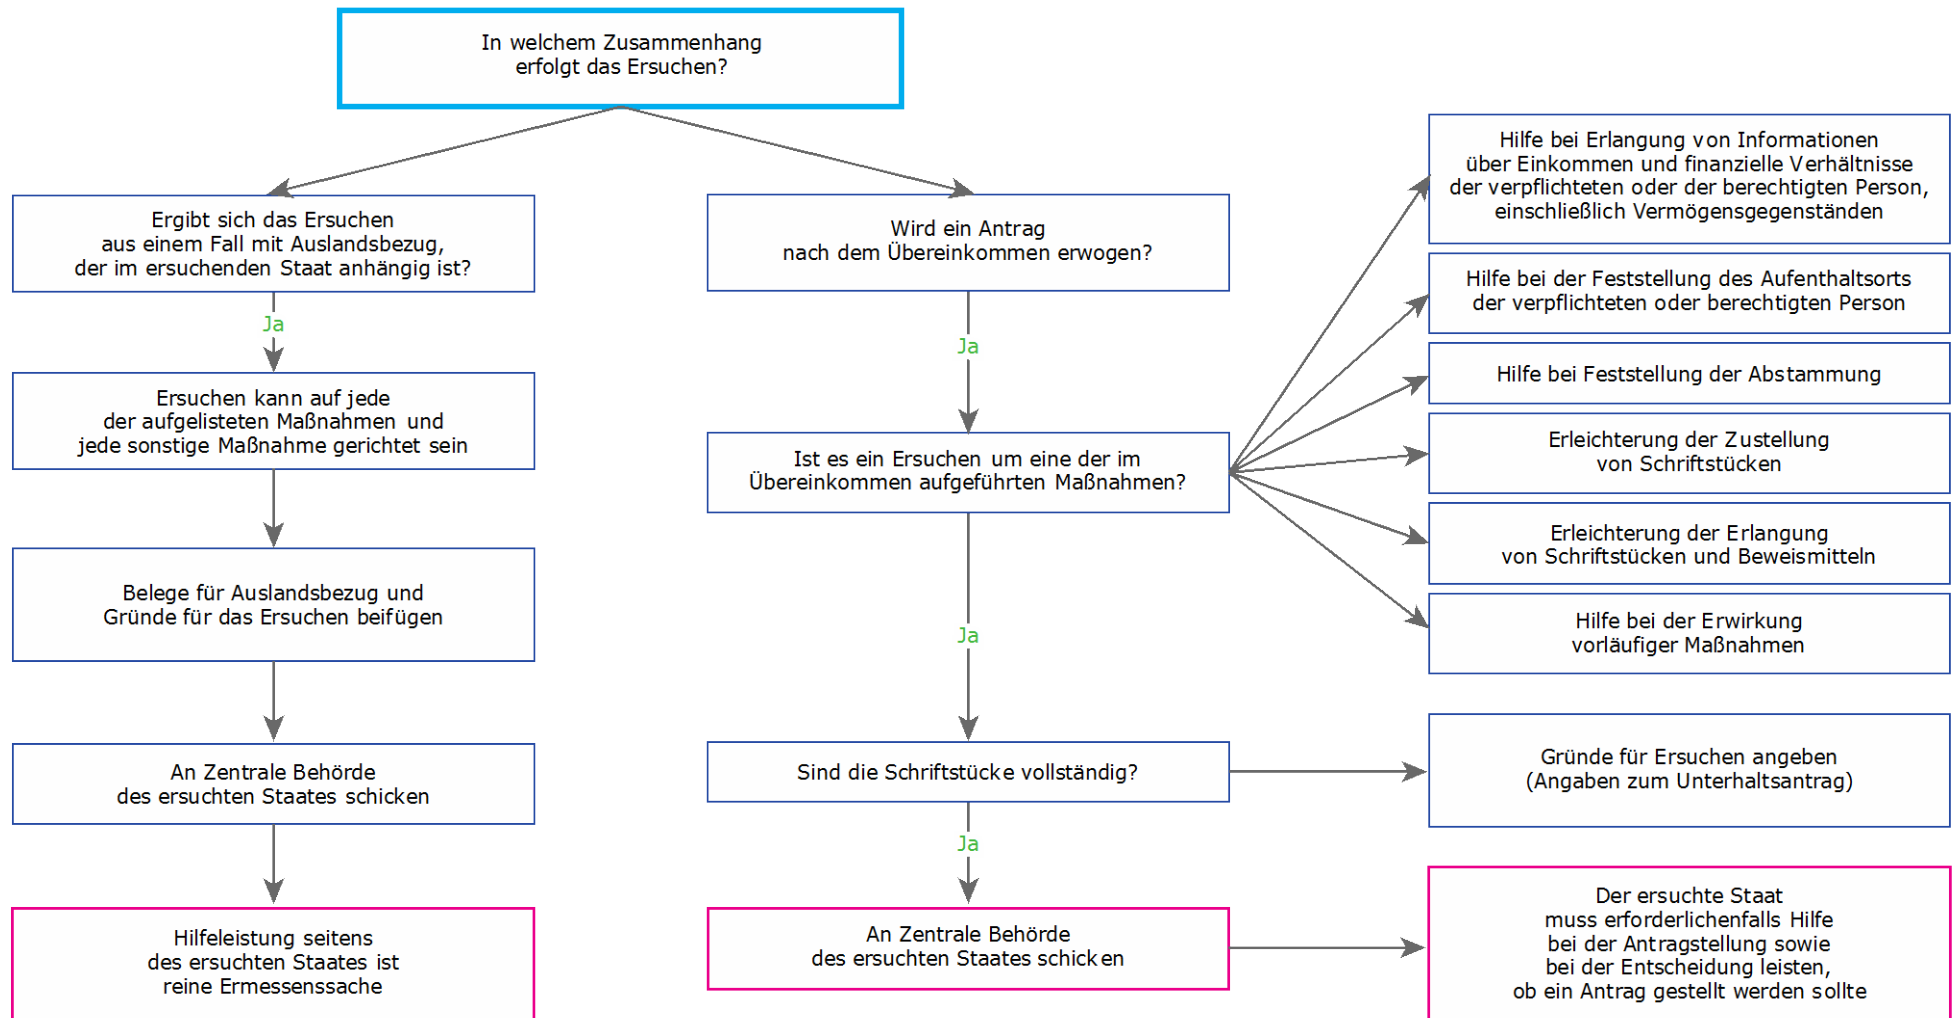 In welchem Zusammenhang
erfolgt das Ersuchen?
Ergibt sich das Ersuchen
aus einem Fall mit Auslandsbezug,
der im ersuchenden Staat anhängig ist?
Ja
Ersuchen kann auf jede
der aufgelisteten Maßnahmen und
jede sonstige Maßnahme gerichtet sein
Belege für Auslandsbezug und
Gründe für das Ersuchen beifügen
An Zentrale Behörde
des ersuchten Staates schicken
Hilfeleistung seitens
des ersuchten Staates ist
reine Ermessenssache
Wird ein Antrag
nach dem Übereinkommen erwogen?
Ja
Ist es ein Ersuchen um eine der im
Übereinkommen aufgeführten Maßnahmen?
Ja
Sind die Schriftstücke vollständig?
Ja
An Zentrale Behörde
des ersuchten Staates schicken
Hilfe bei Erlangung von Informationen
über Einkommen und finanzielle Verhältnisse
der verpflichteten oder der berechtigten Person,
einschließlich Vermögensgegenständen
Hilfe bei der Feststellung des Aufenthaltsorts
der verpflichteten oder berechtigten Person
Hilfe bei Feststellung der Abstammung
Erleichterung der Zustellung
von Schriftstücken
Erleichterung der Erlangung
von Schriftstücken und Beweismitteln
Hilfe bei der Erwirkung
vorläufiger Maßnahmen
Gründe für Ersuchen angeben
(Angaben zum Unterhaltsantrag)
Der ersuchte Staat
muss erforderlichenfalls Hilfe
bei der Antragstellung sowie
bei der Entscheidung leisten,
ob ein Antrag gestellt werden sollte